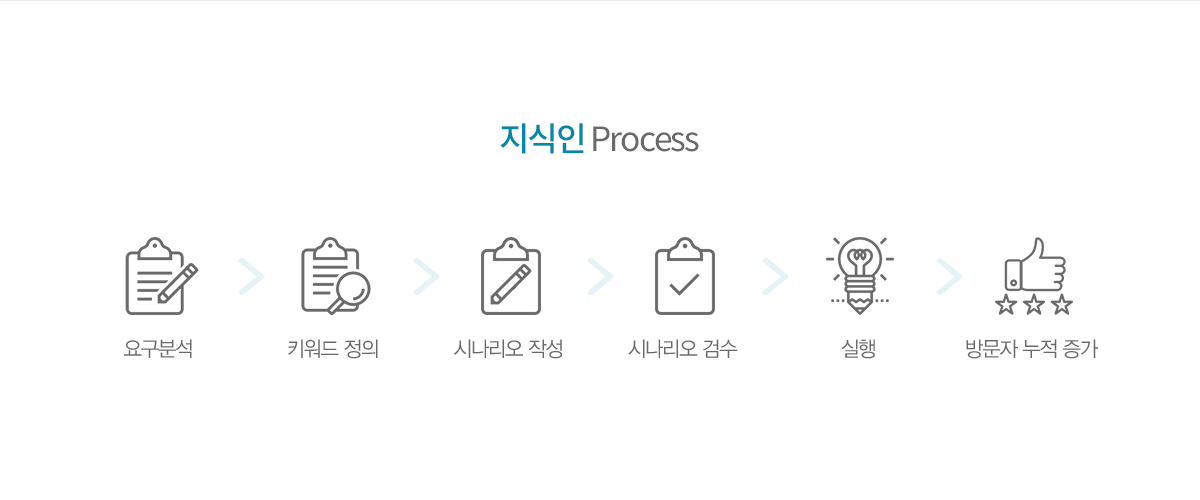 지식인 Process
요구분석
키워드 정의
시나리오 작성
시나리오 검수
실행
방문자 누적 증가